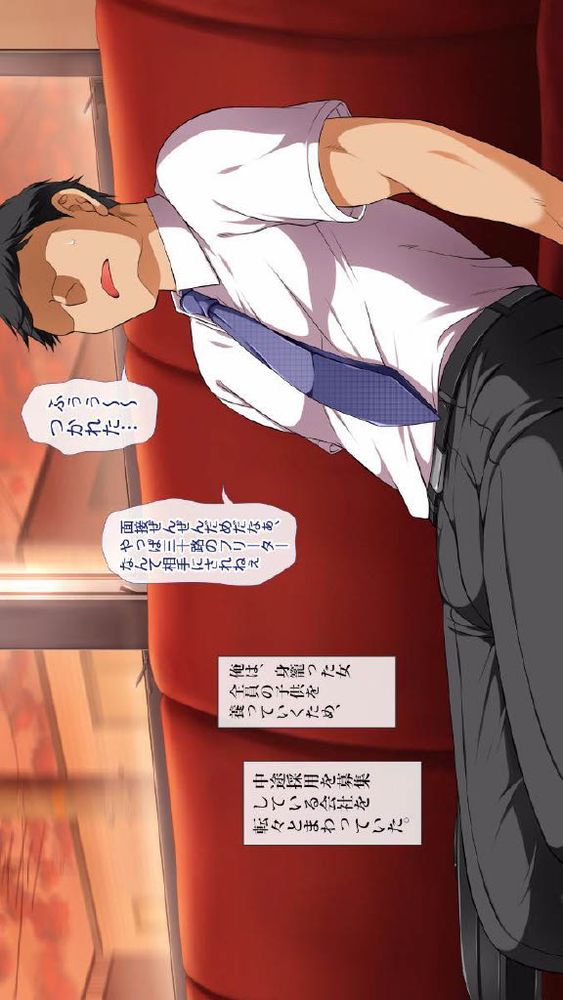 ふぅぅ～～
つかれた…
面接ぜんぜんだめだなぁ、
やっぱ三十路のフリーター
なんて相手にされねぇ
俺は、身籠った女
全員の子供を
養っていくため、
中途採用を募集
している会社を
転々とまわっていた。